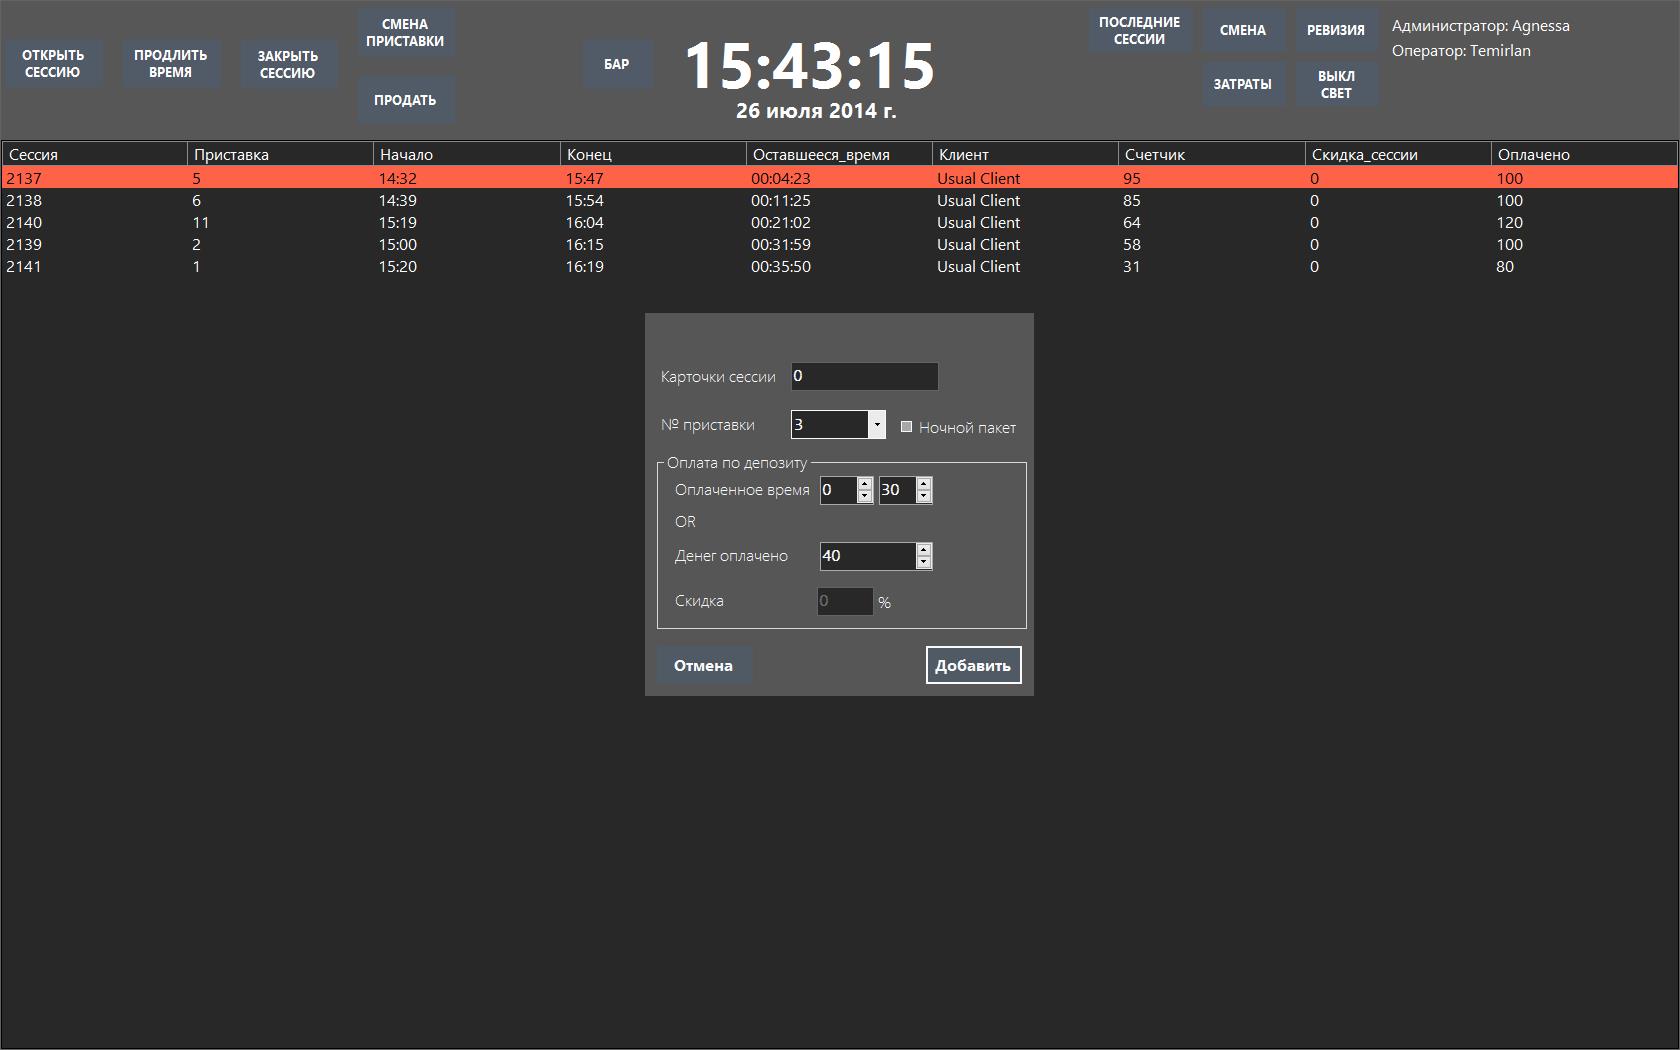 ОТКРЫТЬ
СЕССИЮ
ПРОДЛИТЬ
ВРЕМЯ
ЗАКРЫТЬ
СЕССИЮ
СМЕНА
ПРИСТАВКИ
ПРОДАТЬ
БАР
15:43:15
26 июля 2014 г.
ПОСЛЕДНИЕ
СЕССИИ
СМЕНА
РЕВИЗИЯ
ЗАТРАТЫ
ВЫКЛ
СВЕТ
Администратор: Agnessa
Оператор: Temirlan
Сессия Приставка Начало Конец Оставшееся_время Клиент Счетчик Скидка_сессии Оплачено
2137 5 14:32 15:47 00:04:23 Usual Client 95 0 100
2138 6 14:39 15:54 00:11:25 Usual Client 85 0 100
2140 11 15:19 16:04 00:21:02 Usual Client 64 0 120
2139 2 15:00 16:15 00:31:59 Usual Client 58 0 100
2141 1 15:20 16:19 00:35:50 Usual Client 31 0 80
Карточки сессии 0
№ приставки 3 Ночной пакет
Оплата по депозиту
Оплаченное время 0 30
OR
Денег оплачено 40
Скидка 0 %
Отмена Добавить